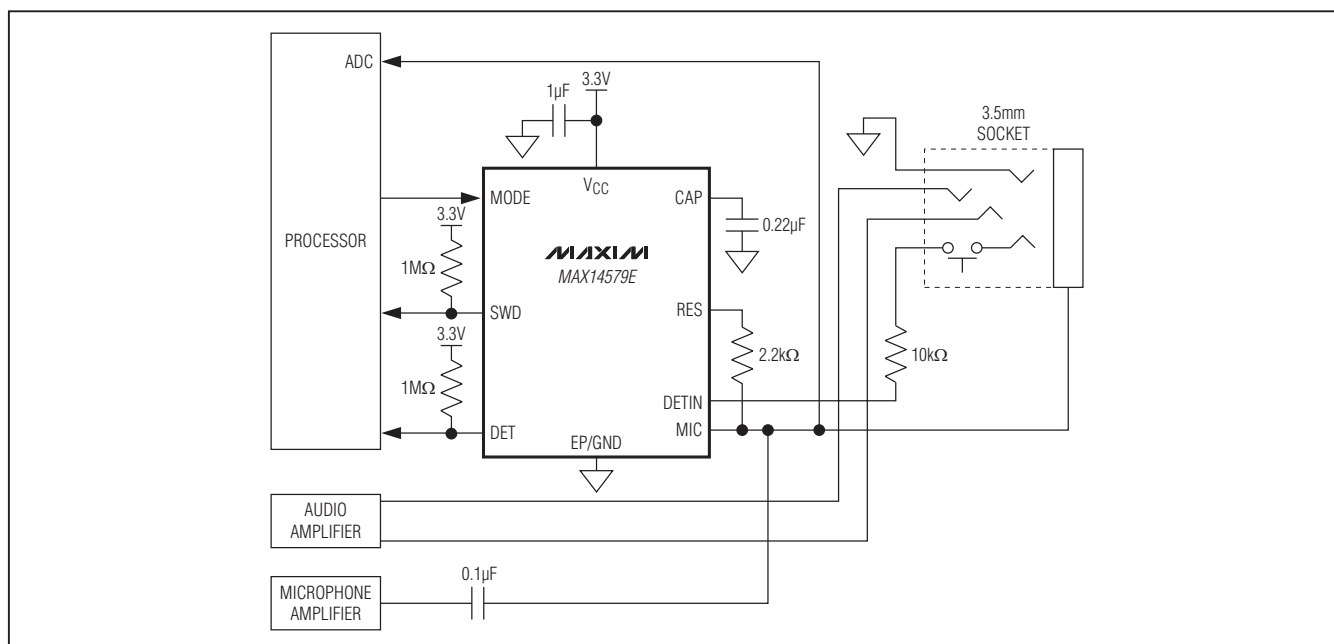 ADC
3.3V
1µF
3.5mm
SOCKET
VCC
MODE
CAP
3.3V
0.22µF
PROCESSOR
MAXIM
1MΩ
MAX14579E
RES
SWD
3.3V
2.2kΩ
10kΩ
1MΩ
DETIN
MIC
DET
EP/GND
AUDIO
AMPLIFIER
0.1µF
MICROPHONE
AMPLIFIER